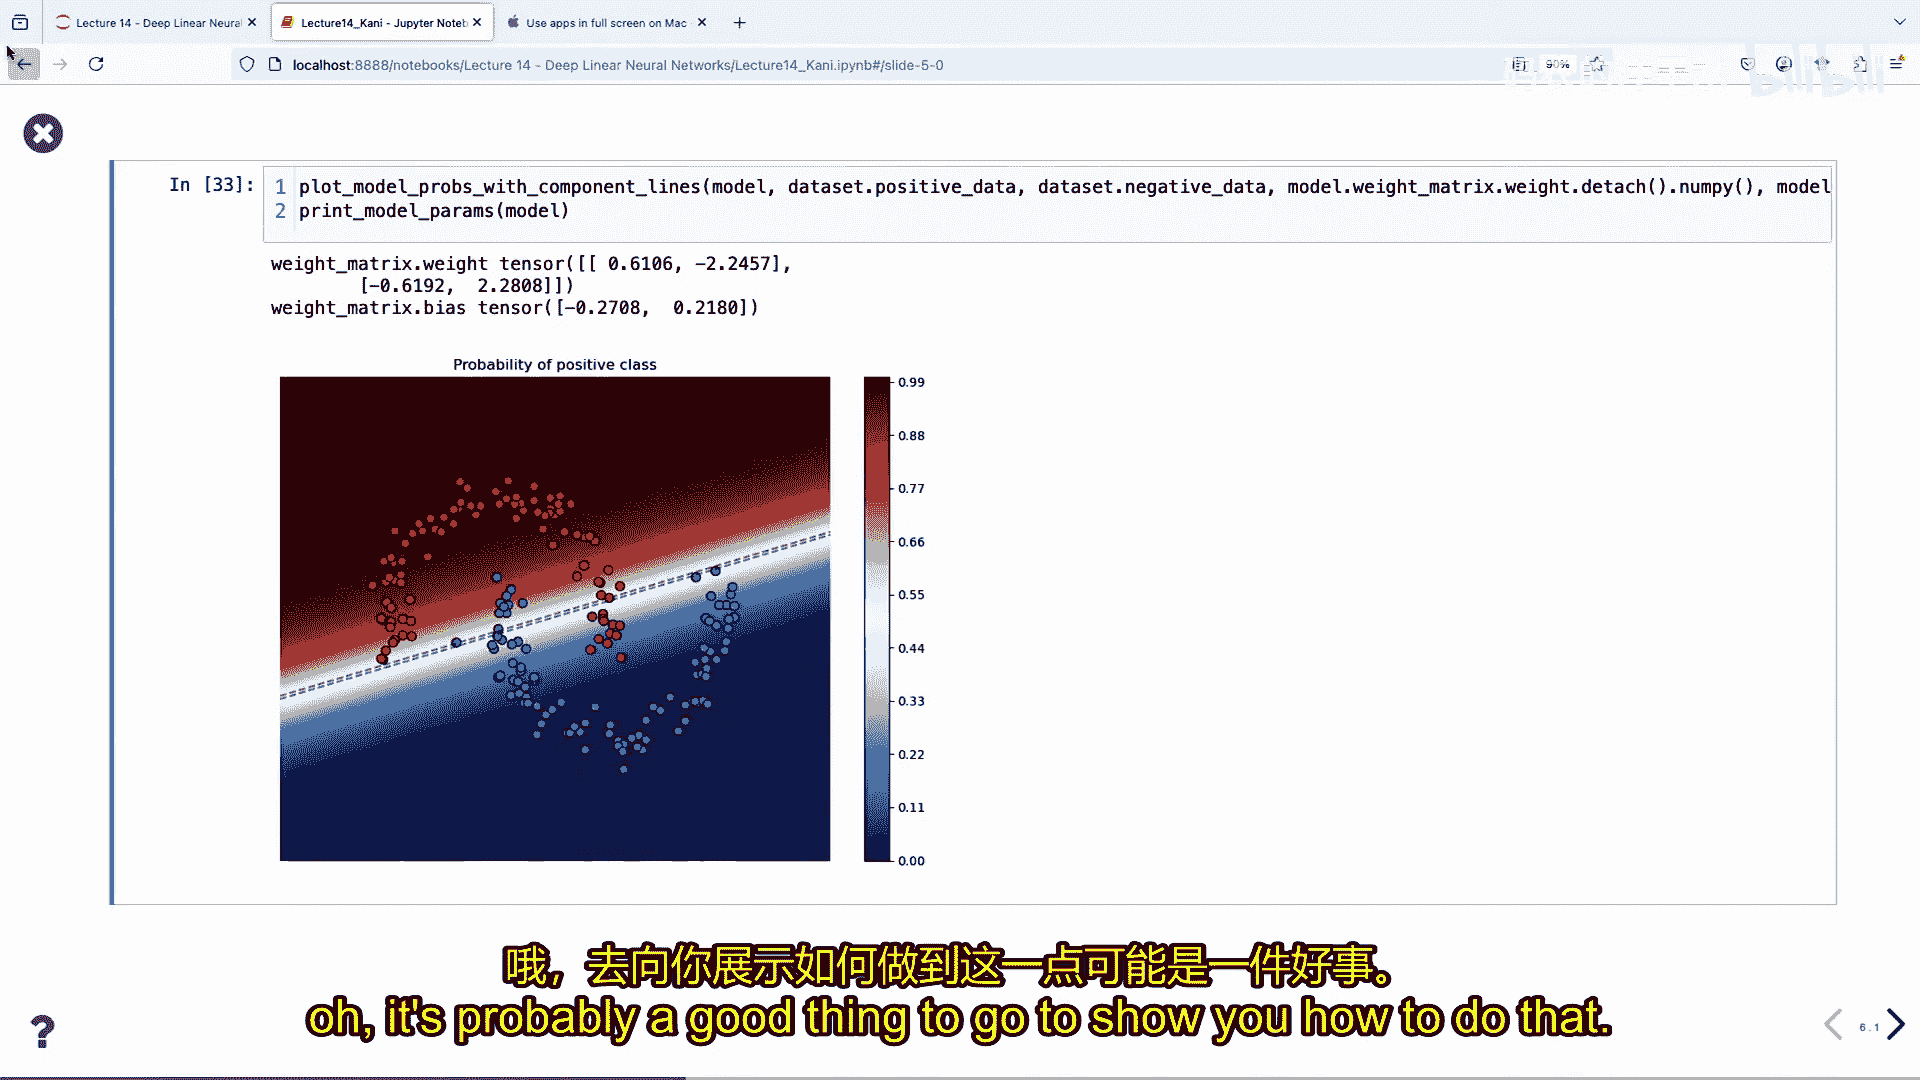 Lecture 14 - Deep Linear Neural
Lecture14_Kani - Jupyter Noteb
Use apps in full screen on Mac
localhost:8888/notebooks/Lecture 14 - Deep Linear Neural Networks/Lecture14_Kani.ipynb#/slide-5-0
90%
bilibili
In [33]:
1 plot_model_probs_with_component_lines(model, dataset.positive_data, dataset.negative_data, model.weight_matrix.weight.detach().numpy(), model
2 print_model_params(model)
weight_matrix.weight tensor([[ 0.6106, -2.2457],
[-0.6192, 2.2808]])
weight_matrix.bias tensor([-0.2708, 0.2180])
Probability of positive class
0.99
0.88
0.77
0.66
0.55
0.44
0.33
0.22
0.11
0.00
哦，去向你展示如何做到这一点可能是一件好事。
oh, it's probably a good thing to go to show you how to do that.
?
6.1